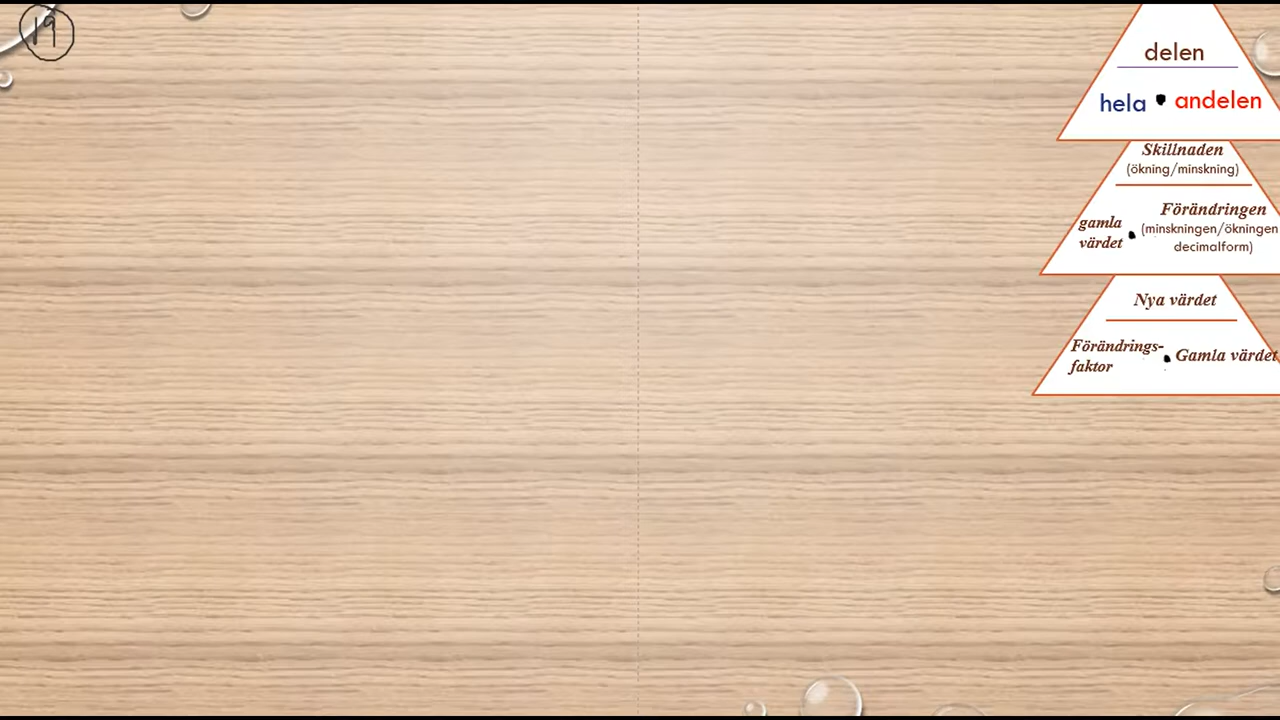 19
delen
hela • andelen
Skillnaden
(ökning/minskning)
gamla värdet • Förändringen
(minskningen/ökningen
decimalform)
Nya värdet
Förändrings-
faktor • Gamla värdet